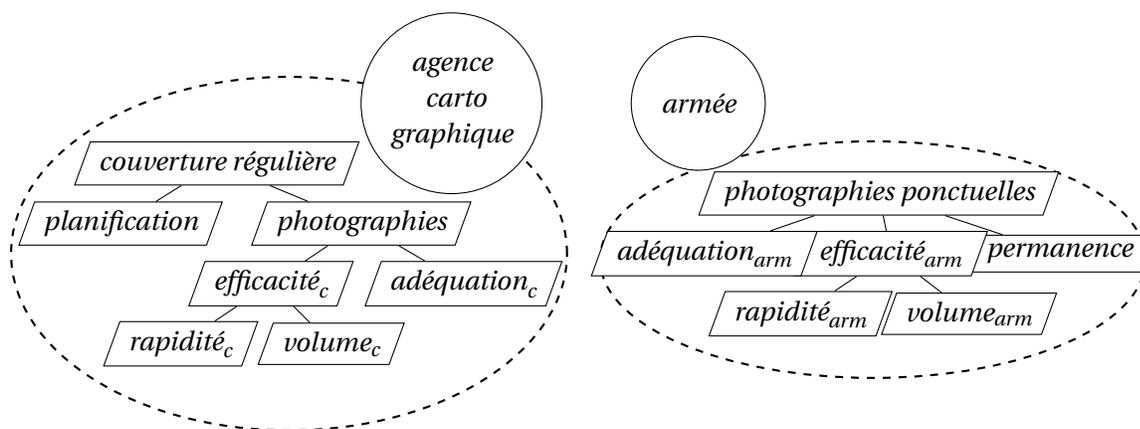 agence
carto
graphique
couverture régulière
planification
photographies
efficacité_c
adéquation_c
rapidité_c
volume_c
armée
photographies ponctuelles
adéquation_arm
efficacité_arm
permanence
rapidité_arm
volume_arm